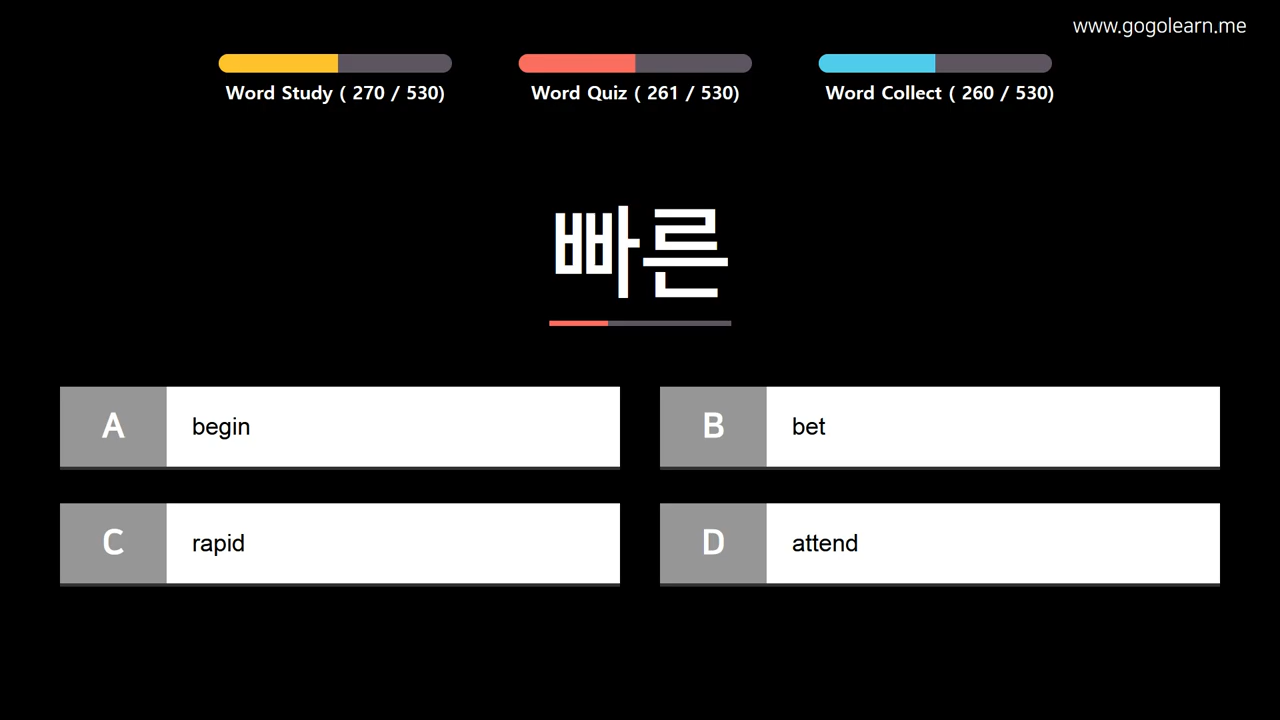 www.gogolearn.me
Word Study ( 270 / 530)
Word Quiz ( 261 / 530)
Word Collect ( 260 / 530)
빠른
A begin
B bet
C rapid
D attend